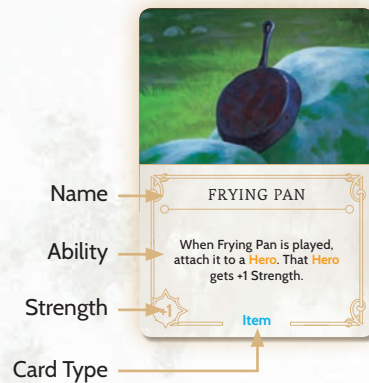 Name
FRYING PAN
Ability
When Frying Pan is played,
attach it to a Hero. That Hero
gets +1 Strength.
Strength
+1
Item
Card Type